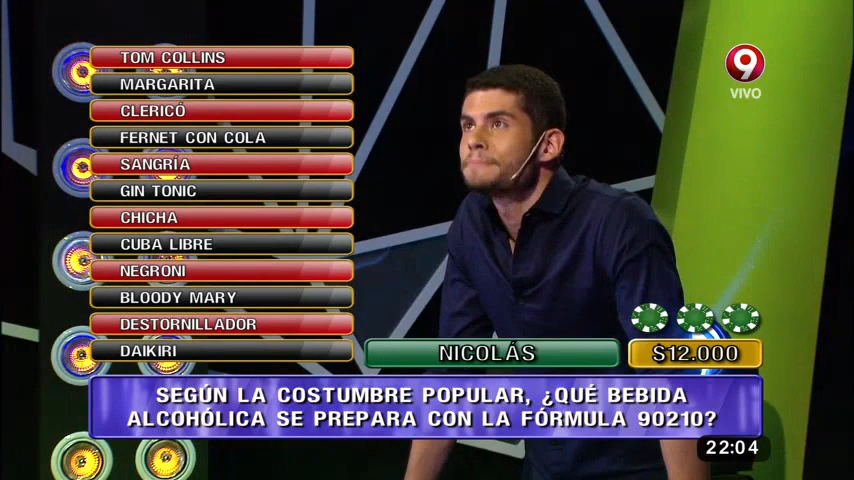 TOM COLLINS
MARGARITA
CLERICÓ
FERNET CON COLA
SANGRÍA
GIN TONIC
CHICHA
CUBA LIBRE
NEGRONI
BLOODY MARY
DESTORNILLADOR
DAIKIRI
9
VIVO
NICOLÁS
$12.000
SEGÚN LA COSTUMBRE POPULAR, ¿QUÉ BEBIDA
ALCOHÓLICA SE PREPARA CON LA FÓRMULA 90210?
22:04